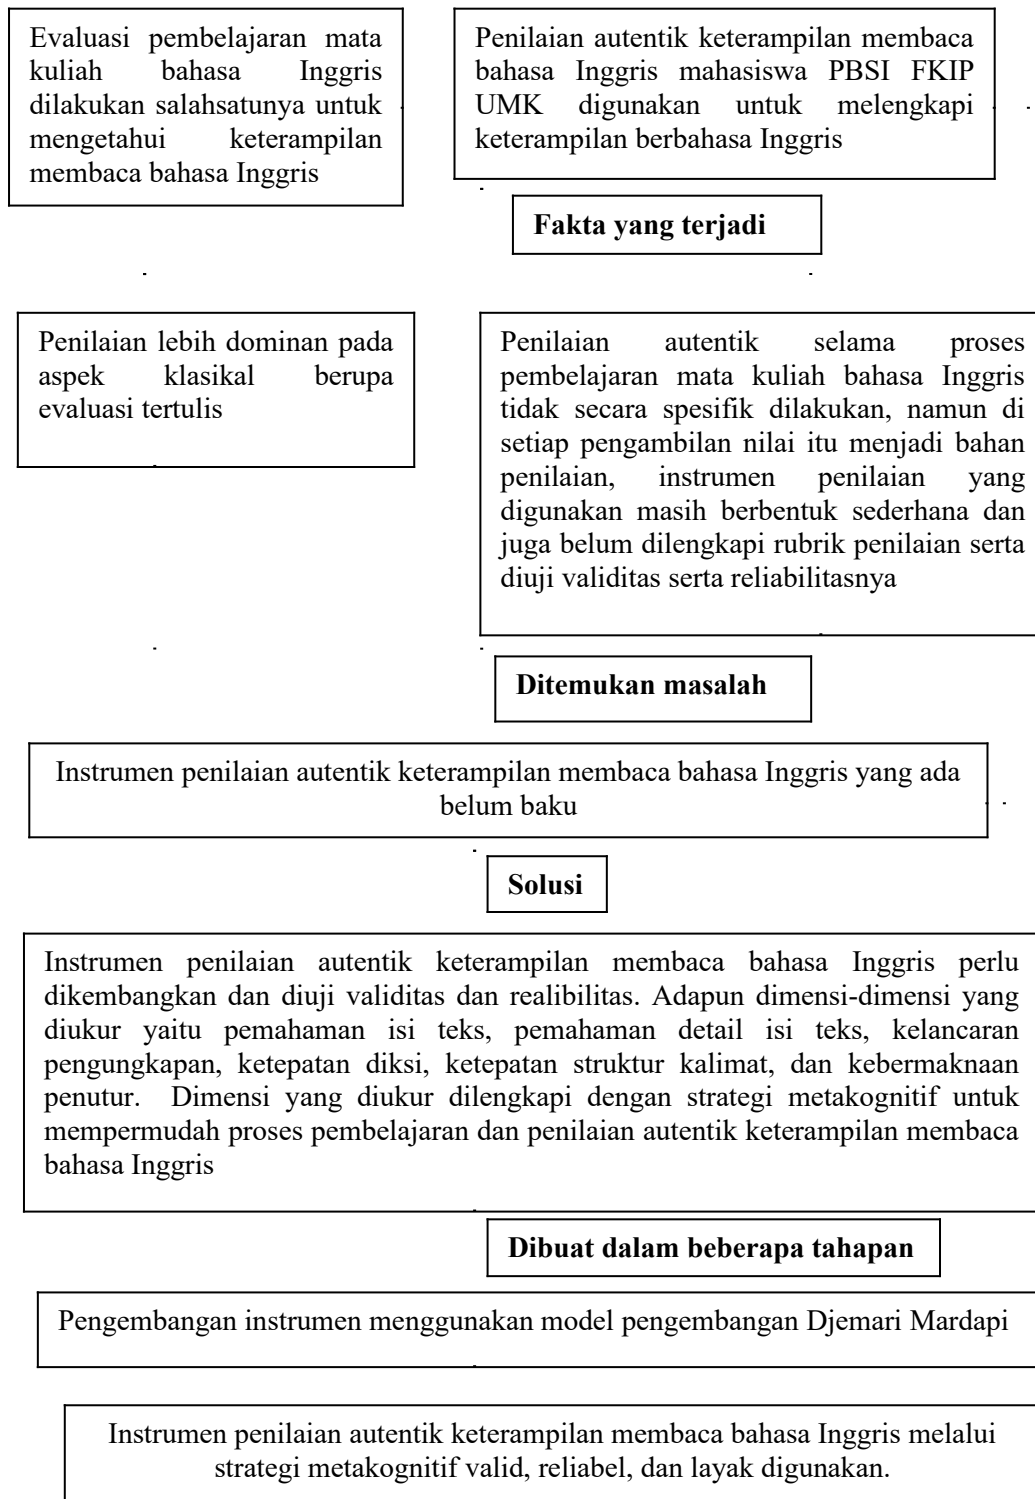 Evaluasi pembelajaran mata
kuliah bahasa Inggris
dilakukan salahsatunya untuk
mengetahui keterampilan
membaca bahasa Inggris
Penilaian autentik keterampilan membaca
bahasa Inggris mahasiswa PBSI FKIP
UMK digunakan untuk melengkapi
keterampilan berbahasa Inggris
Fakta yang terjadi
Penilaian lebih dominan pada
aspek klasikal berupa
evaluasi tertulis
Penilaian autentik selama proses
pembelajaran mata kuliah bahasa Inggris
tidak secara spesifik dilakukan, namun di
setiap pengambilan nilai itu menjadi bahan
penilaian, instrumen penilaian yang
digunakan masih berbentuk sederhana dan
juga belum dilengkapi rubrik penilaian serta
diuji validitas serta reliabilitasnya
Ditemukan masalah
Instrumen penilaian autentik keterampilan membaca bahasa Inggris yang ada
belum baku
Solusi
Instrumen penilaian autentik keterampilan membaca bahasa Inggris perlu
dikembangkan dan diuji validitas dan realibilitas. Adapun dimensi-dimensi yang
diukur yaitu pemahaman isi teks, pemahaman detail isi teks, kelancaran
pengungkapan, ketepatan diksi, ketepatan struktur kalimat, dan kebermaknaan
penutur. Dimensi yang diukur dilengkapi dengan strategi metakognitif untuk
mempermudah proses pembelajaran dan penilaian autentik keterampilan membaca
bahasa Inggris
Dibuat dalam beberapa tahapan
Pengembangan instrumen menggunakan model pengembangan Djemari Mardapi
Instrumen penilaian autentik keterampilan membaca bahasa Inggris melalui
strategi metakognitif valid, reliabel, dan layak digunakan.